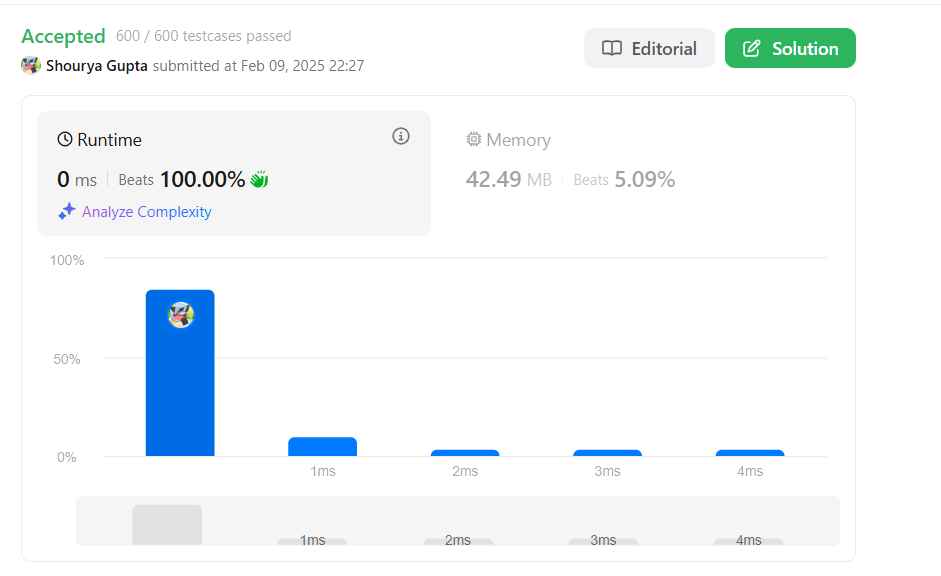 Accepted 600 / 600 testcases passed
Editorial
Solution
Shourya Gupta submitted at Feb 09, 2025 22:27
Runtime
Memory
0 ms Beats 100.00%
42.49 MB Beats 5.09%
Analyze Complexity
100%
50%
0%
1ms 2ms 3ms 4ms
1ms 2ms 3ms 4ms